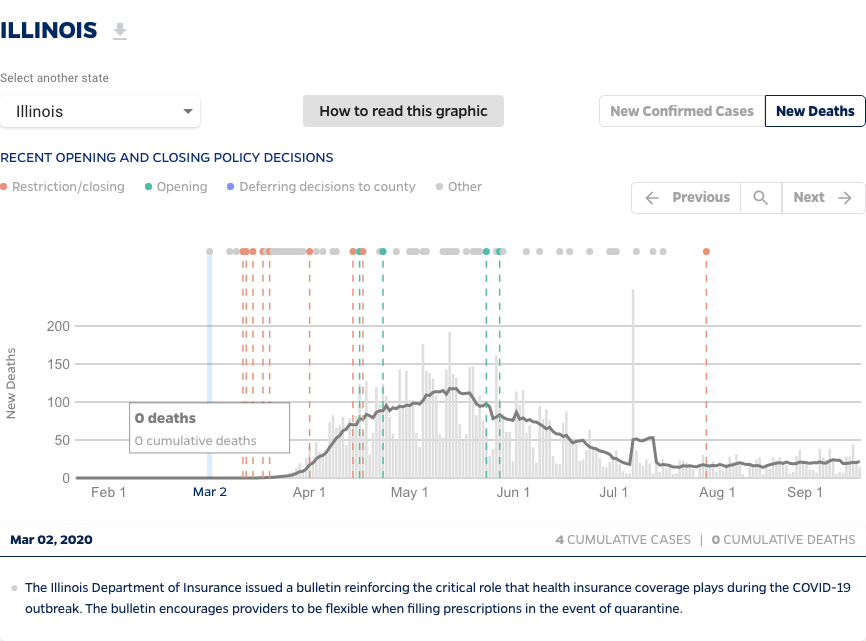 ILLINOIS
Select another state
Illinois
How to read this graphic
New Confirmed Cases
New Deaths
RECENT OPENING AND CLOSING POLICY DECISIONS
Restriction/closing
Opening
Deferring decisions to county
Other
Previous
Next
New Deaths
200
150
100
50
0
0 deaths
0 cumulative deaths
Feb 1
Mar 2
Apr 1
May 1
Jun 1
Jul 1
Aug 1
Sep 1
Mar 02, 2020
4 CUMULATIVE CASES | 0 CUMULATIVE DEATHS
The Illinois Department of Insurance issued a bulletin reinforcing the critical role that health insurance coverage plays during the COVID-19
outbreak. The bulletin encourages providers to be flexible when filling prescriptions in the event of quarantine.